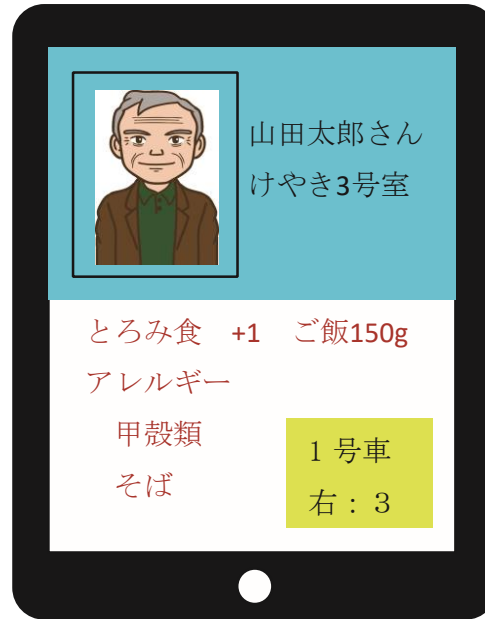 山田太郎さん
けやき3号室
とろみ食　+1　ご飯150g
アレルギー
甲殻類
そば
１号車
右：３